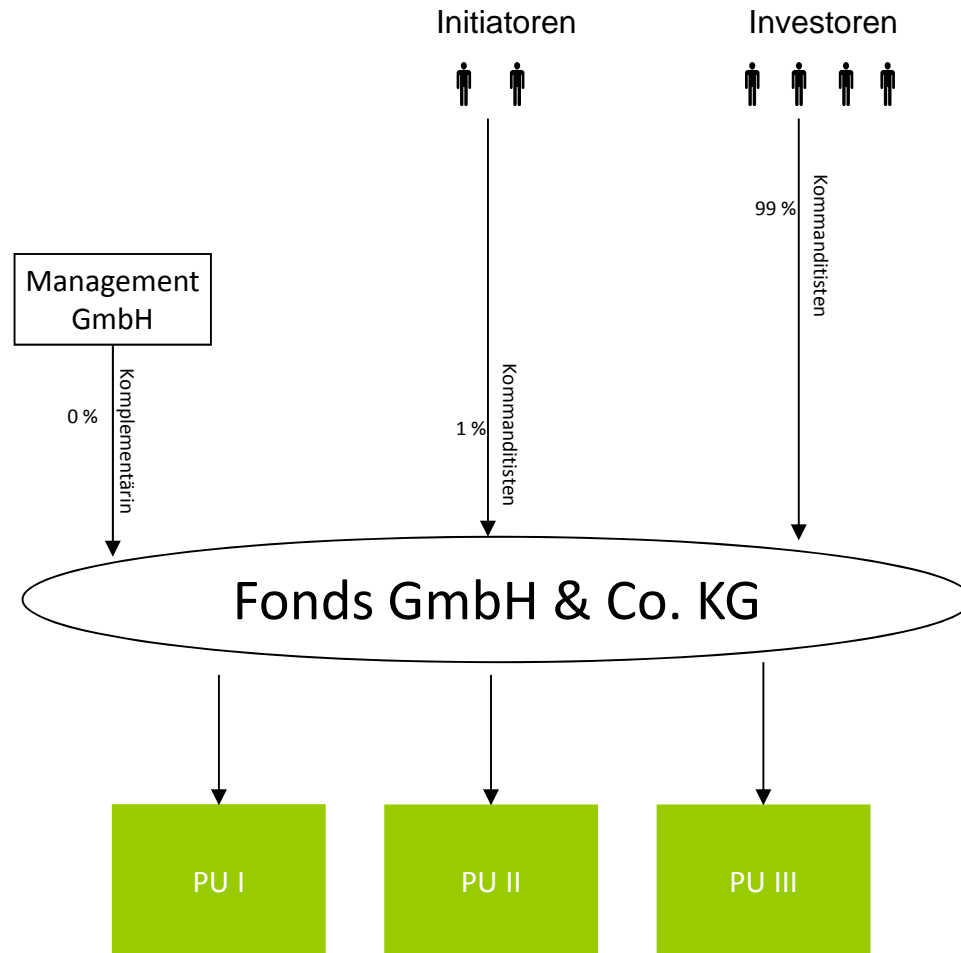 Initiatoren
Investoren
99 %
Kommanditisten
Management
GmbH
0 %
Komplementärin
1 %
Kommanditisten
Fonds GmbH & Co. KG
PU I
PU II
PU III